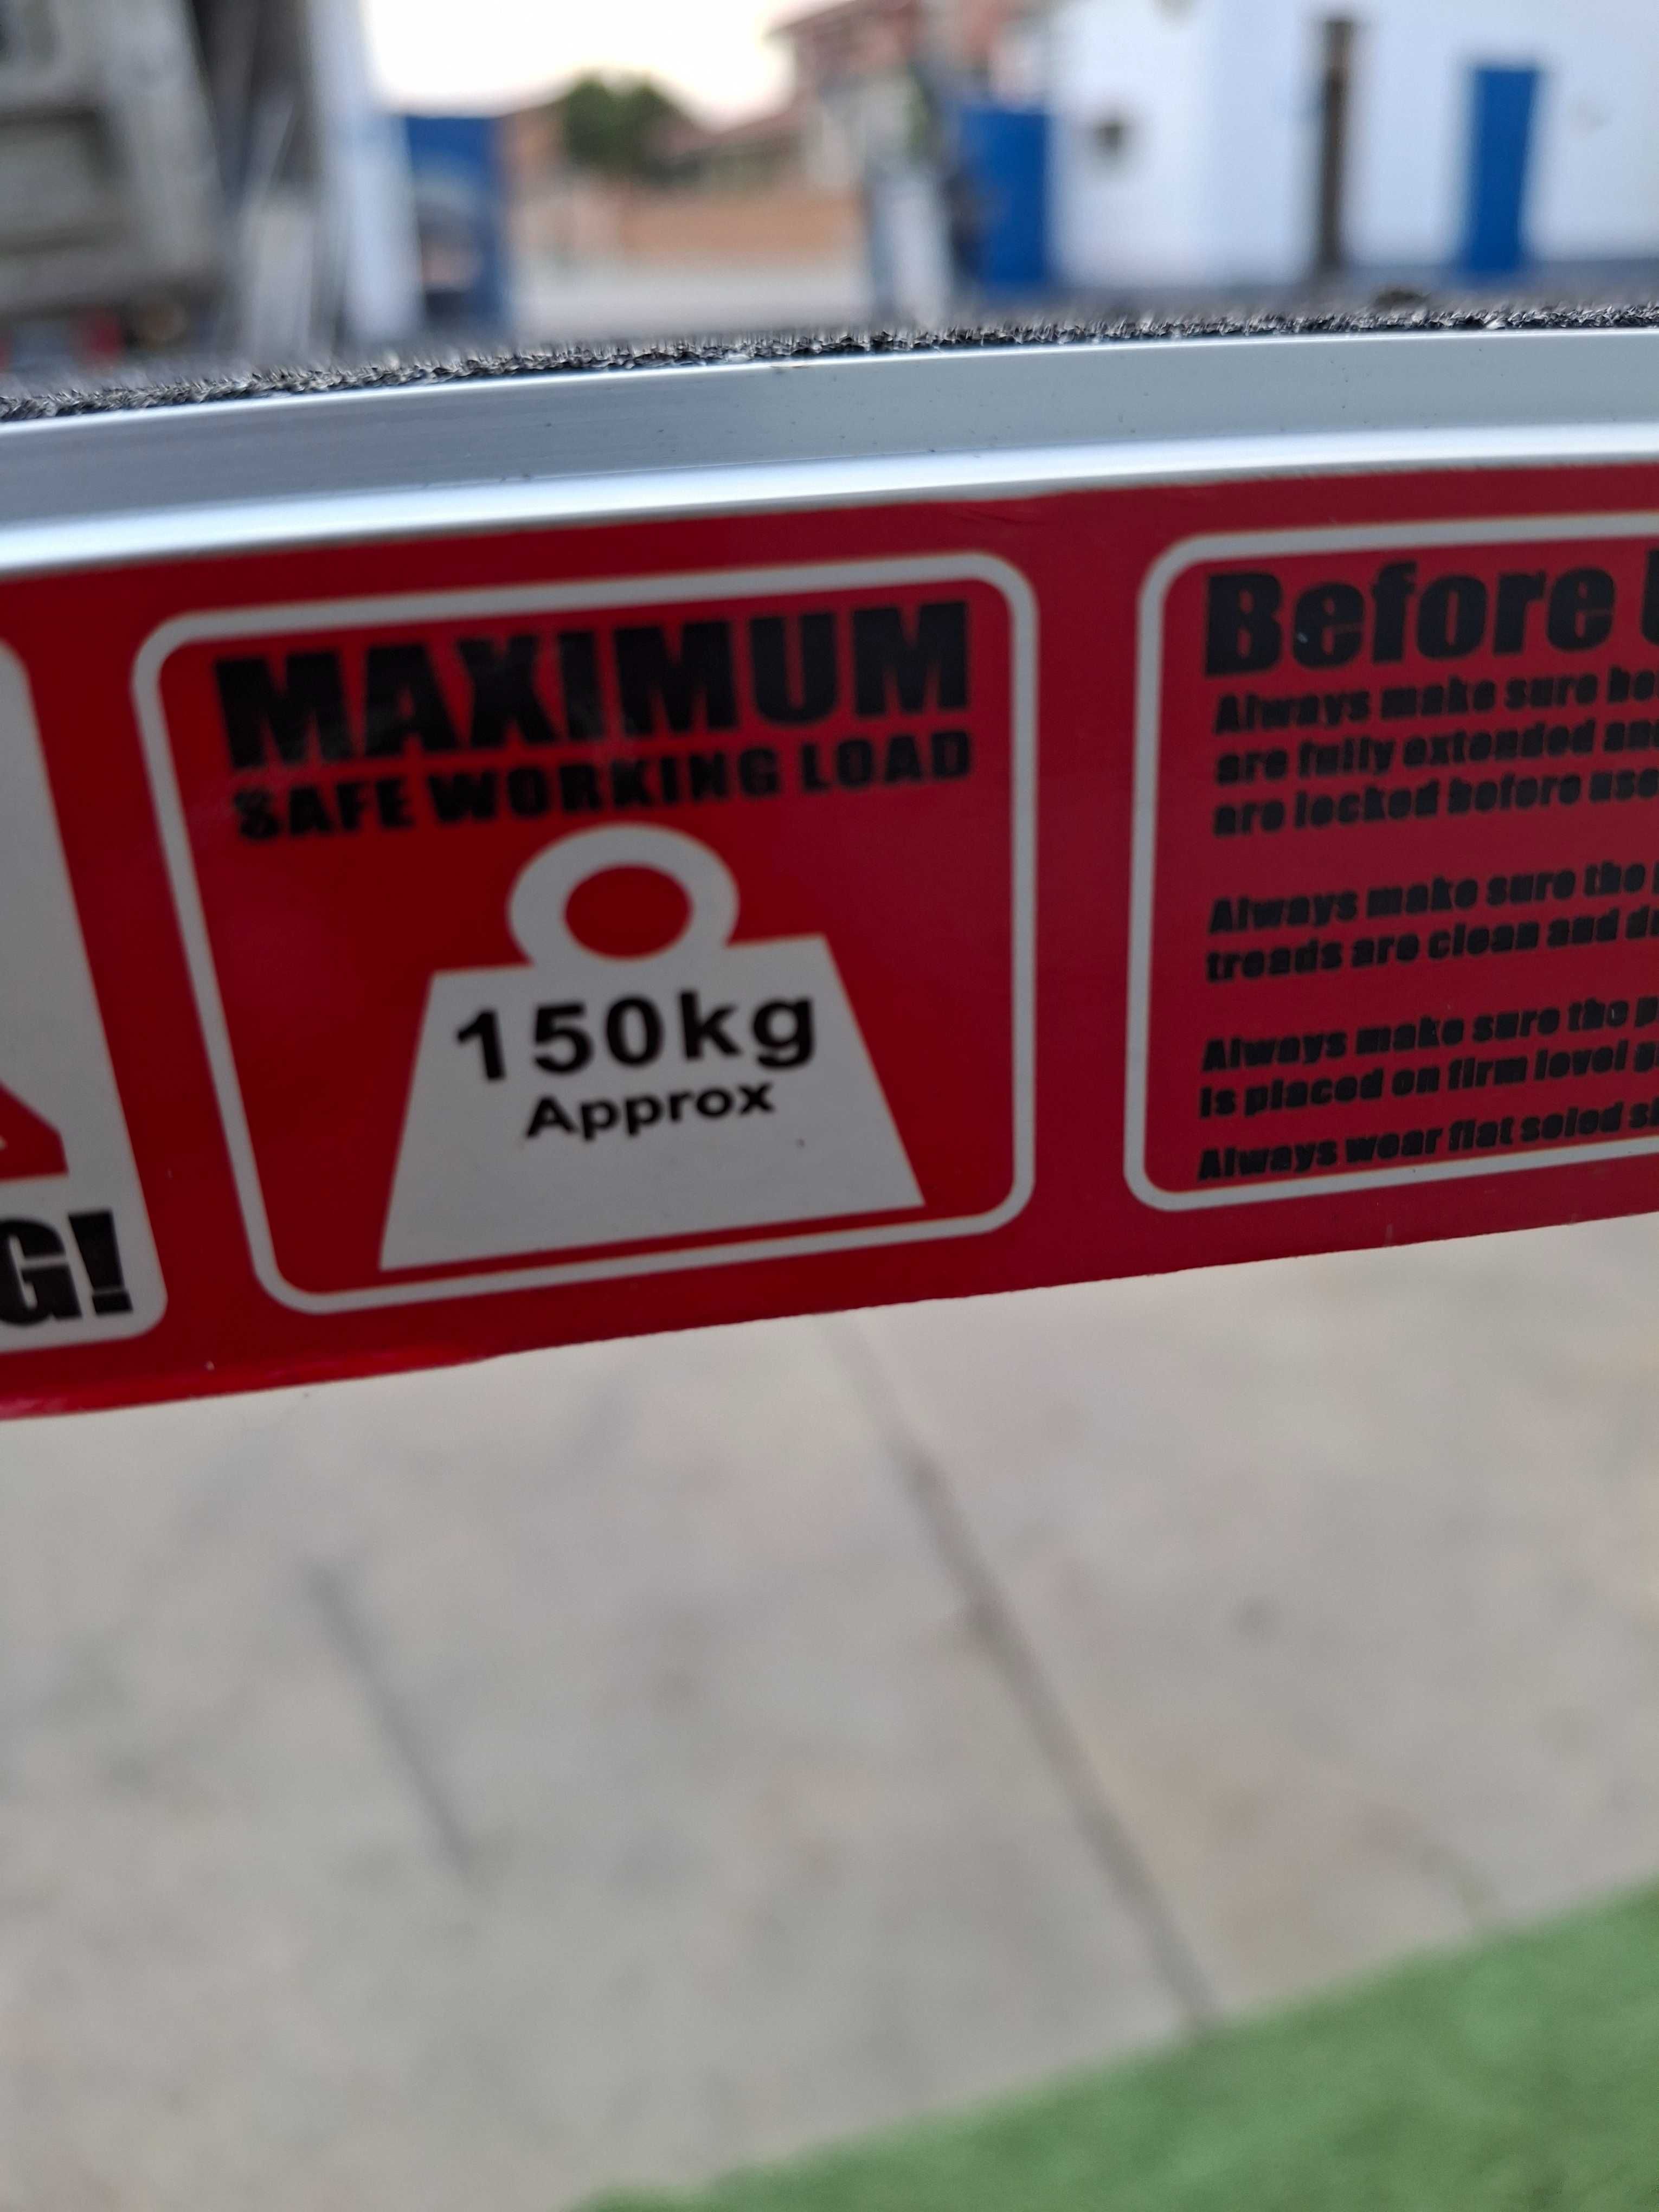 G!
MAXIMUM
SAFE WORKING LOAD
150kg
Approx
Before
Always make sure
are fully extended
are locked before
Always make sure the
treads are clean and
Always make sure the
is placed on firm level
Always wear flat soled